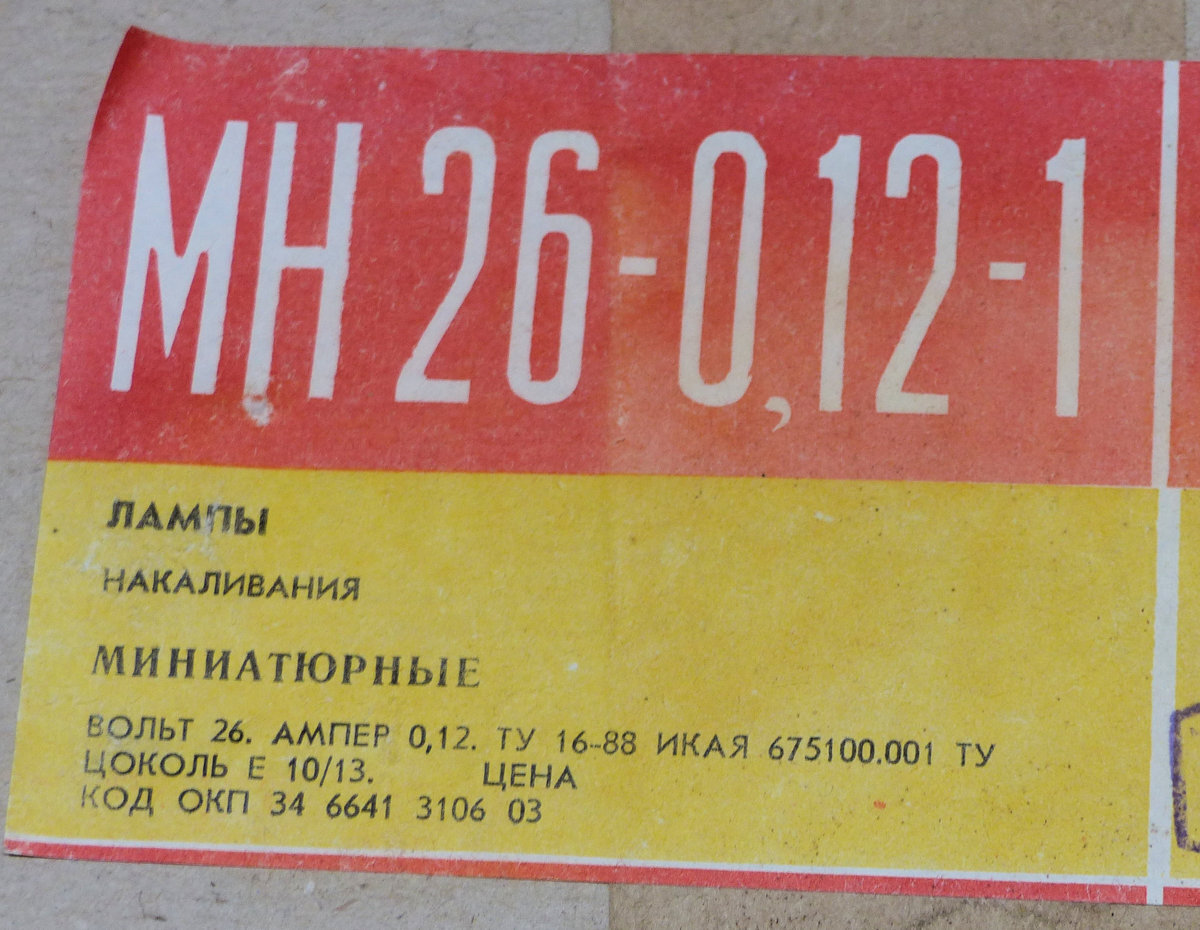 МН 26-0,12-1
ЛАМПЫ
НАКАЛИВАНИЯ
МИНИАТЮРНЫЕ
ВОЛЬТ 26. АМПЕР 0,12. ТУ 16-88 ИКАЯ 675100.001 ТУ
ЦОКОЛЬ Е 10/13. ЦЕНА
КОД ОКП 34 6641 3106 03